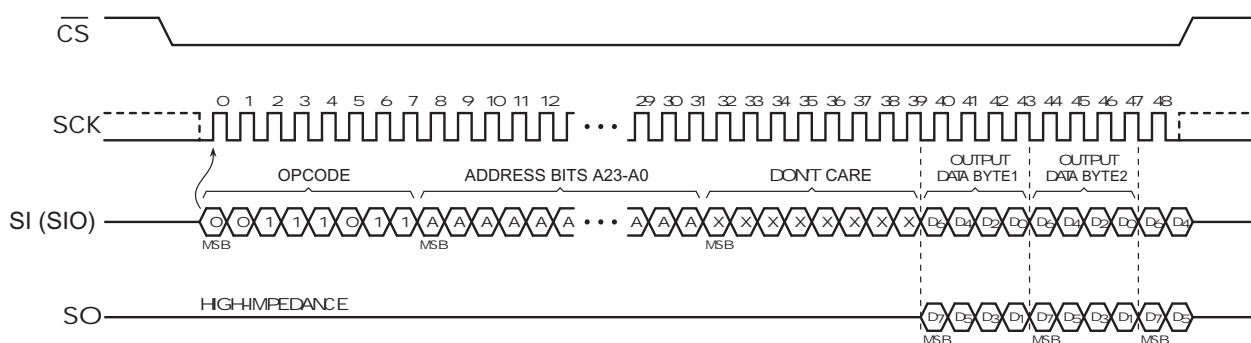 CS
0 1 2 3 4 5 6 7 8 9 10 11 12 29 30 31 32 33 34 35 36 37 38 39 40 41 42 43 44 45 46 47 48
SCK
OPCODE ADDRESS BITS A23-A0 DON'T CARE OUTPUT DATA BYTE1 OUTPUT DATA BYTE2
SI (SIO) 0 0 1 1 1 0 1 1 A A A A A A A A A X X X X X X X X D6 D4 D2 D0 D6 D4 D2 D0 D6 D4
MSB MSB MSB
HIGH-IMPEDANCE
SO D7 D5 D3 D1 D7 D5 D3 D1 D7 D5
MSB MSB MSB